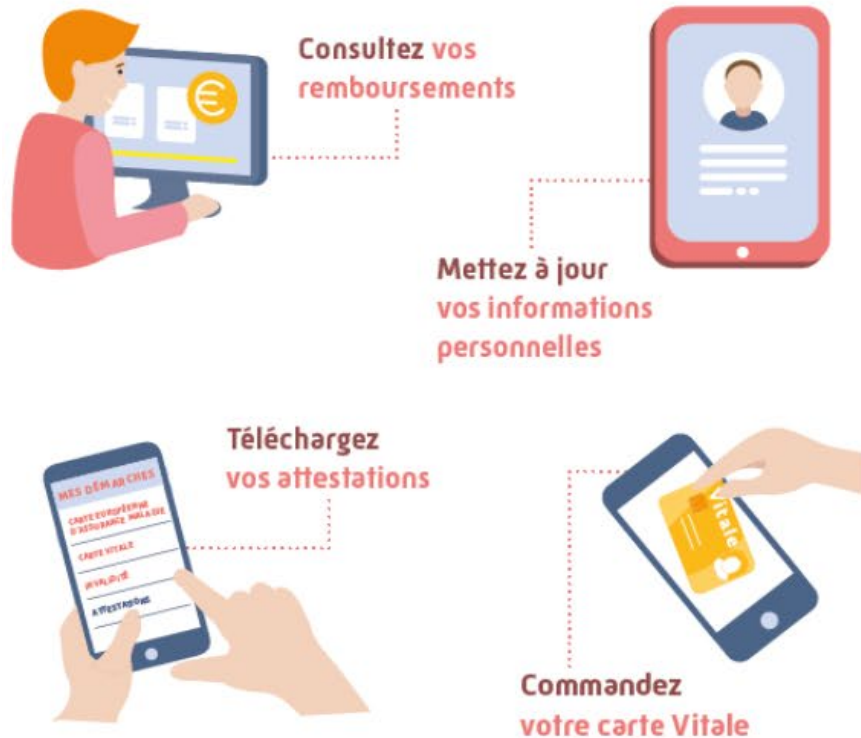 Consultez vos
remboursements
Mettez à jour
vos informations
personnelles
Téléchargez
vos attestations
MES DÉMARCHES
CARTE EUROPÉENNE
D'ASSURANCE MALADIE
CARTE VITALE
INVALIDITÉ
ATTESTATIONS
Vitale
Commandez
votre carte Vitale